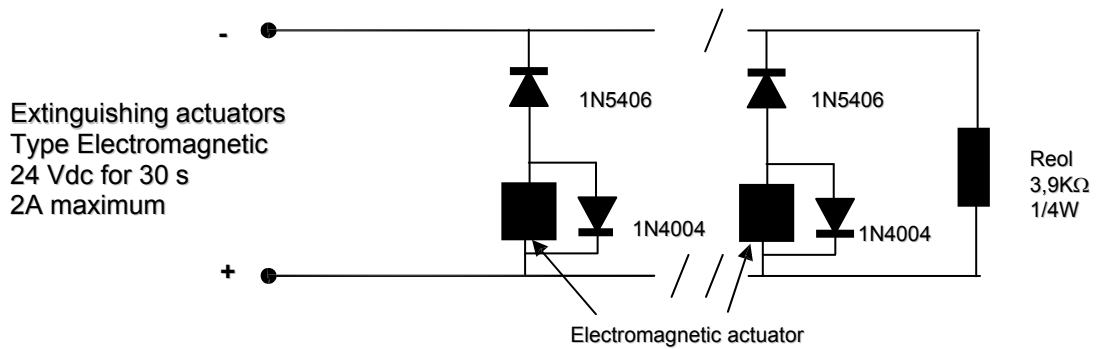 -
Extinguishing actuators
Type Electromagnetic
24 Vdc for 30 s
2A maximum
+
1N5406
1N4004
1N5406
1N4004
Reol
3,9KΩ
1/4W
Electromagnetic actuator